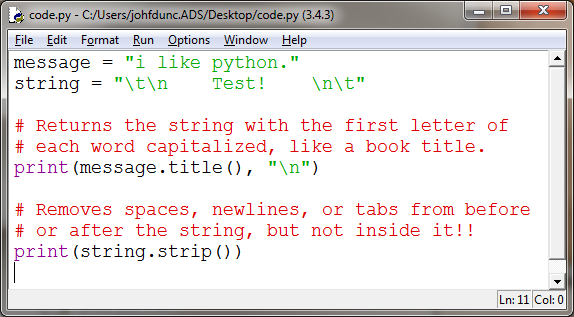 code.py - C:/Users/johfdunc.ADS/Desktop/code.py (3.4.3)
File Edit Format Run Options Window Help
message = "i like python."
string = "\t\n    Test!    \n\t"

# Returns the string with the first letter of
# each word capitalized, like a book title.
print(message.title(), "\n")

# Removes spaces, newlines, or tabs from before
# or after the string, but not inside it!!
print(string.strip())
Ln: 11 Col: 0